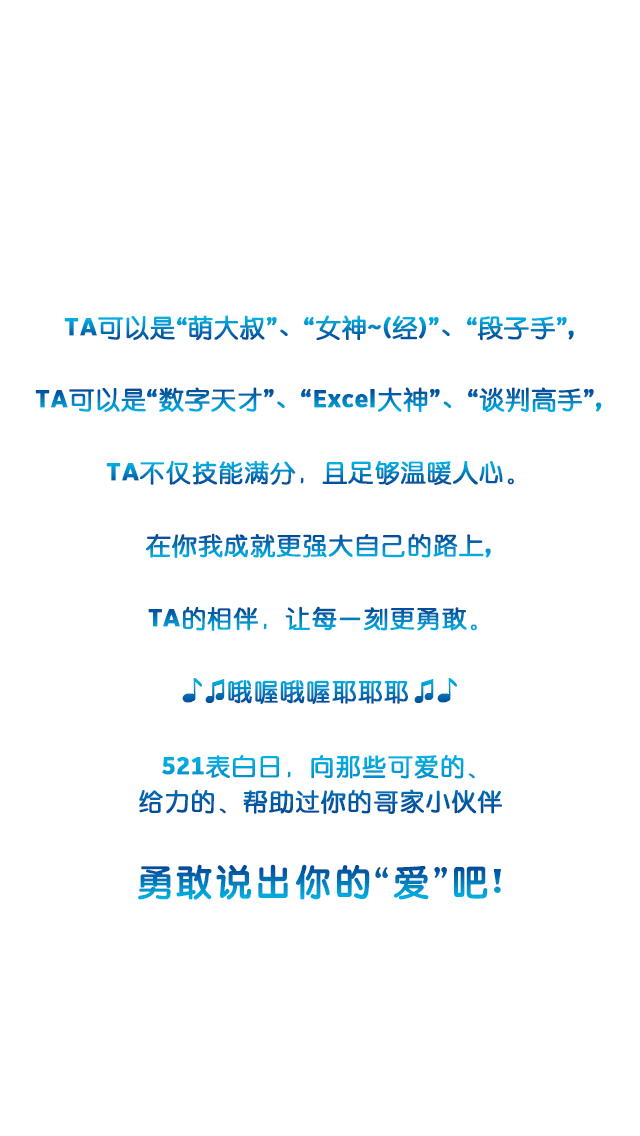 TA可以是“萌大叔”、“女神~(经)”、“段子手”,
TA可以是“数字天才”、“Excel大神”、“谈判高手”,
TA不仅技能满分，且足够温暖人心。
在你我成就更强大自己的路上,
TA的相伴，让每一刻更勇敢。
♪♫哦喔哦喔耶耶耶♫♪
521表白日，向那些可爱的、
给力的、帮助过你的哥家小伙伴
勇敢说出你的“爱”吧!